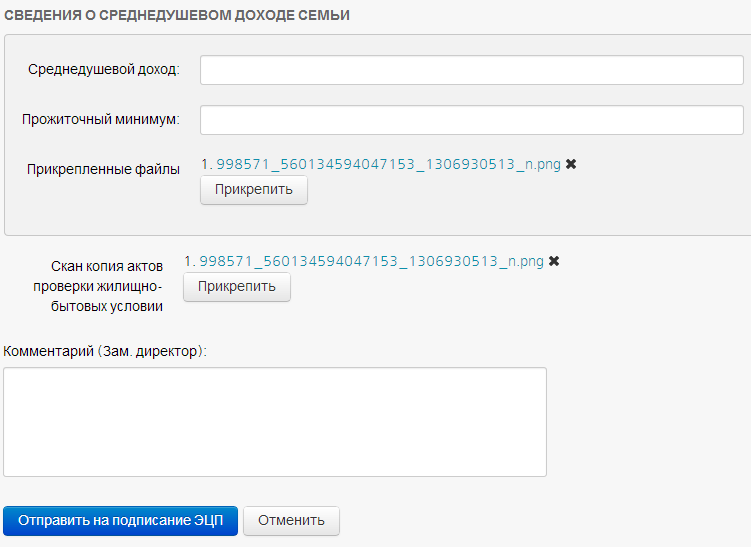 СВЕДЕНИЯ О СРЕДНЕДУШЕВОМ ДОХОДЕ СЕМЬИ
Среднедушевой доход:
Прожиточный минимум:
Прикрепленные файлы
1. 998571_560134594047153_1306930513_n.png ✖
Прикрепить
Скан копия актов
проверки жилищно-
бытовых условии
1. 998571_560134594047153_1306930513_n.png ✖
Прикрепить
Комментарий (Зам. директор):
Отправить на подписание ЭЦП
Отменить